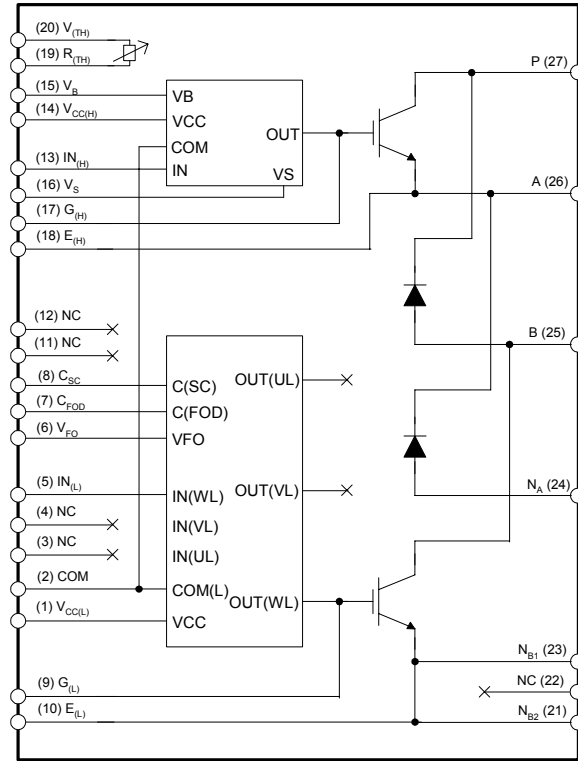 (20) V(TH)
(19) R(TH)
(15) VB
(14) VCC(H)
(13) IN(H)
(16) VS
(17) G(H)
(18) E(H)
VB
VCC
COM
IN
OUT
VS
P (27)
A (26)
B (25)
NA (24)
(12) NC
(11) NC
(8) CSC
(7) CFOD
(6) VFO
(5) IN(L)
(4) NC
(3) NC
(2) COM
(1) VCC(L)
(9) G(L)
(10) E(L)
C(SC)
C(FOD)
VFO
IN(WL)
IN(VL)
IN(UL)
COM(L)
VCC
OUT(UL)
OUT(VL)
OUT(WL)
NB1 (23)
NC (22)
NB2 (21)